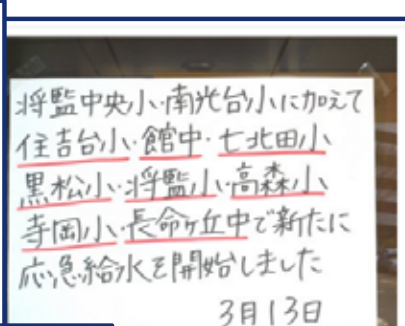 将監中央小・南光台小に加えて
住吉台小・館中・七北田小
黒松小・将監小・高森小
寺岡小・長命ヶ丘中で新たに
応急給水を開始しました
3月13日